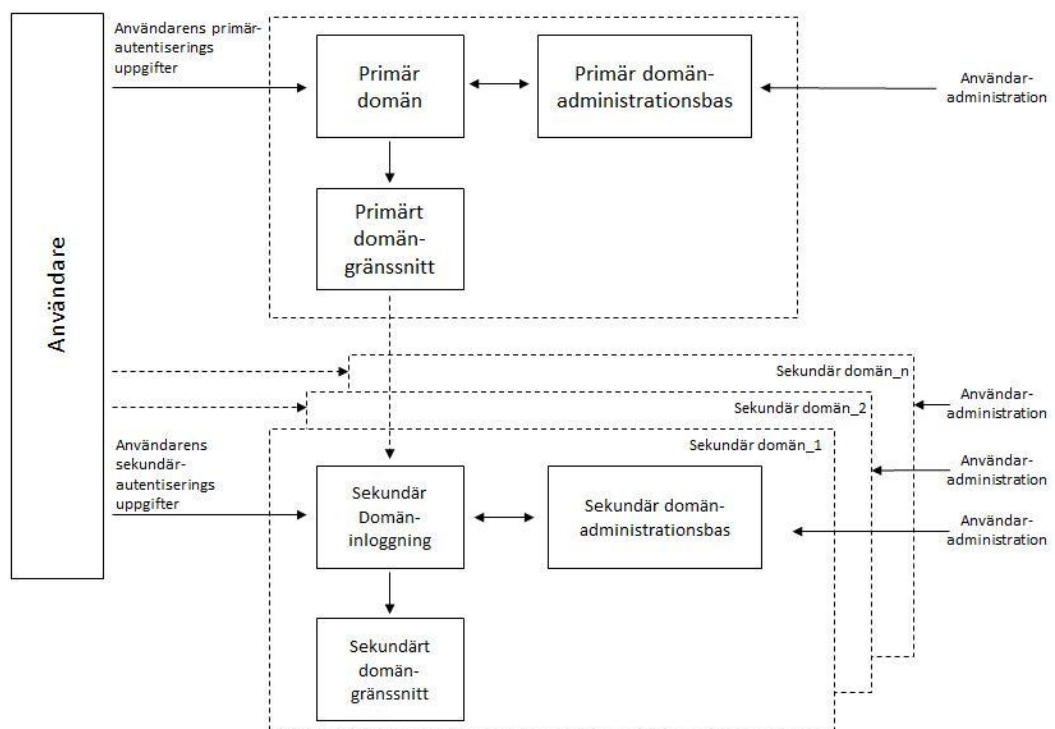 Användarens primär-
autentiserings
uppgifter
Användare
Primär
domän
Primär domän-
administrationsbas
Användar-
administration
Primärt
domän-
gränssnitt
Sekundär domän_n
Sekundär domän_2
Sekundär domän_1
Användar-
administration
Användar-
administration
Användar-
administration
Användarens
sekundär-
autentiserings
uppgifter
Sekundär
Domän-
inloggning
Sekundär domän-
administrationsbas
Sekundärt
domän-
gränssnitt